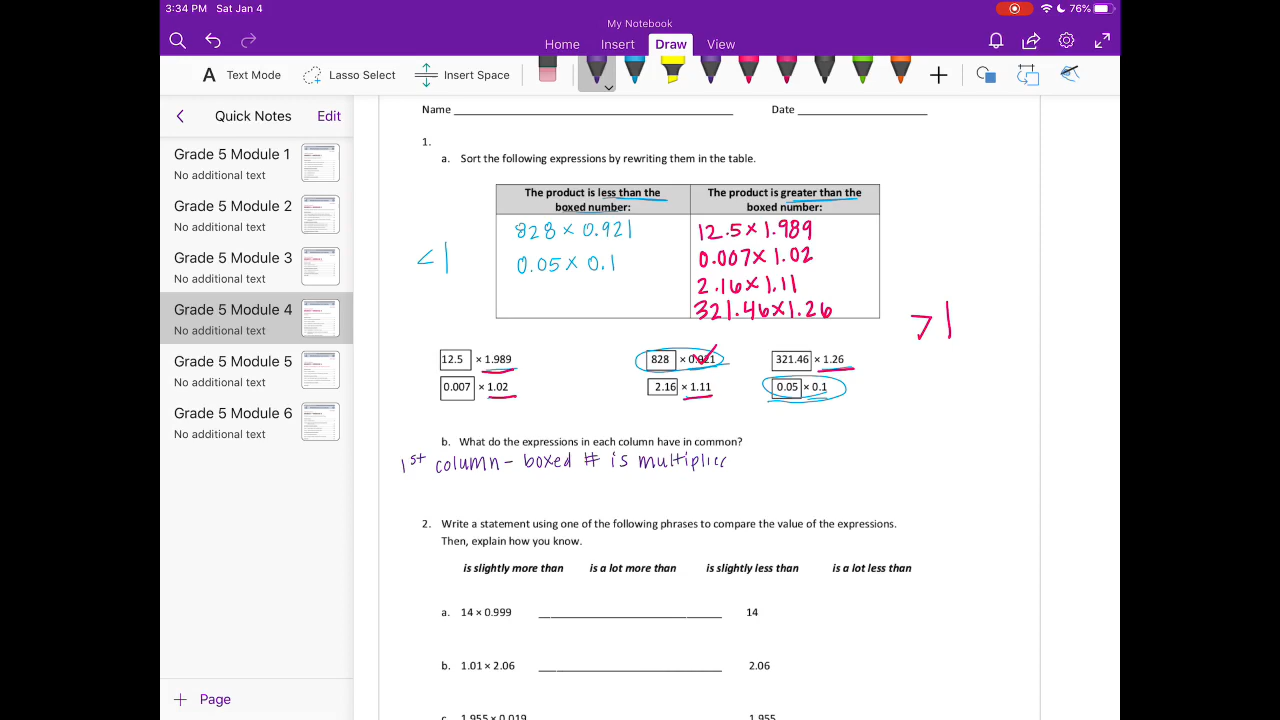 3:34 PM Sat Jan 4
76%
My Notebook
Home Insert Draw View
Text Mode Lasso Select Insert Space
Quick Notes Edit
Grade 5 Module 1
No additional text
Grade 5 Module 2
No additional text
Grade 5 Module 3
No additional text
Grade 5 Module 4
No additional text
Grade 5 Module 5
No additional text
Grade 5 Module 6
No additional text
Page
Name Date
1.
a. Sort the following expressions by rewriting them in the table.
The product is less than the boxed number: The product is greater than the boxed number:
828 × 0.921 12.5 × 1.989
0.05 × 0.1 0.007 × 1.02
2.16 × 1.11
321.46 × 1.26
< 1
> 1
12.5 × 1.989 828 × 0.921 321.46 × 1.26
0.007 × 1.02 2.16 × 1.11 0.05 × 0.1
b. What do the expressions in each column have in common?
1st column - boxed # is multiplie
2. Write a statement using one of the following phrases to compare the value of the expressions.
Then, explain how you know.
is slightly more than is a lot more than is slightly less than is a lot less than
a. 14 × 0.999 14
b. 1.01 × 2.06 2.06
c. 1.955 × 0.019 1.955